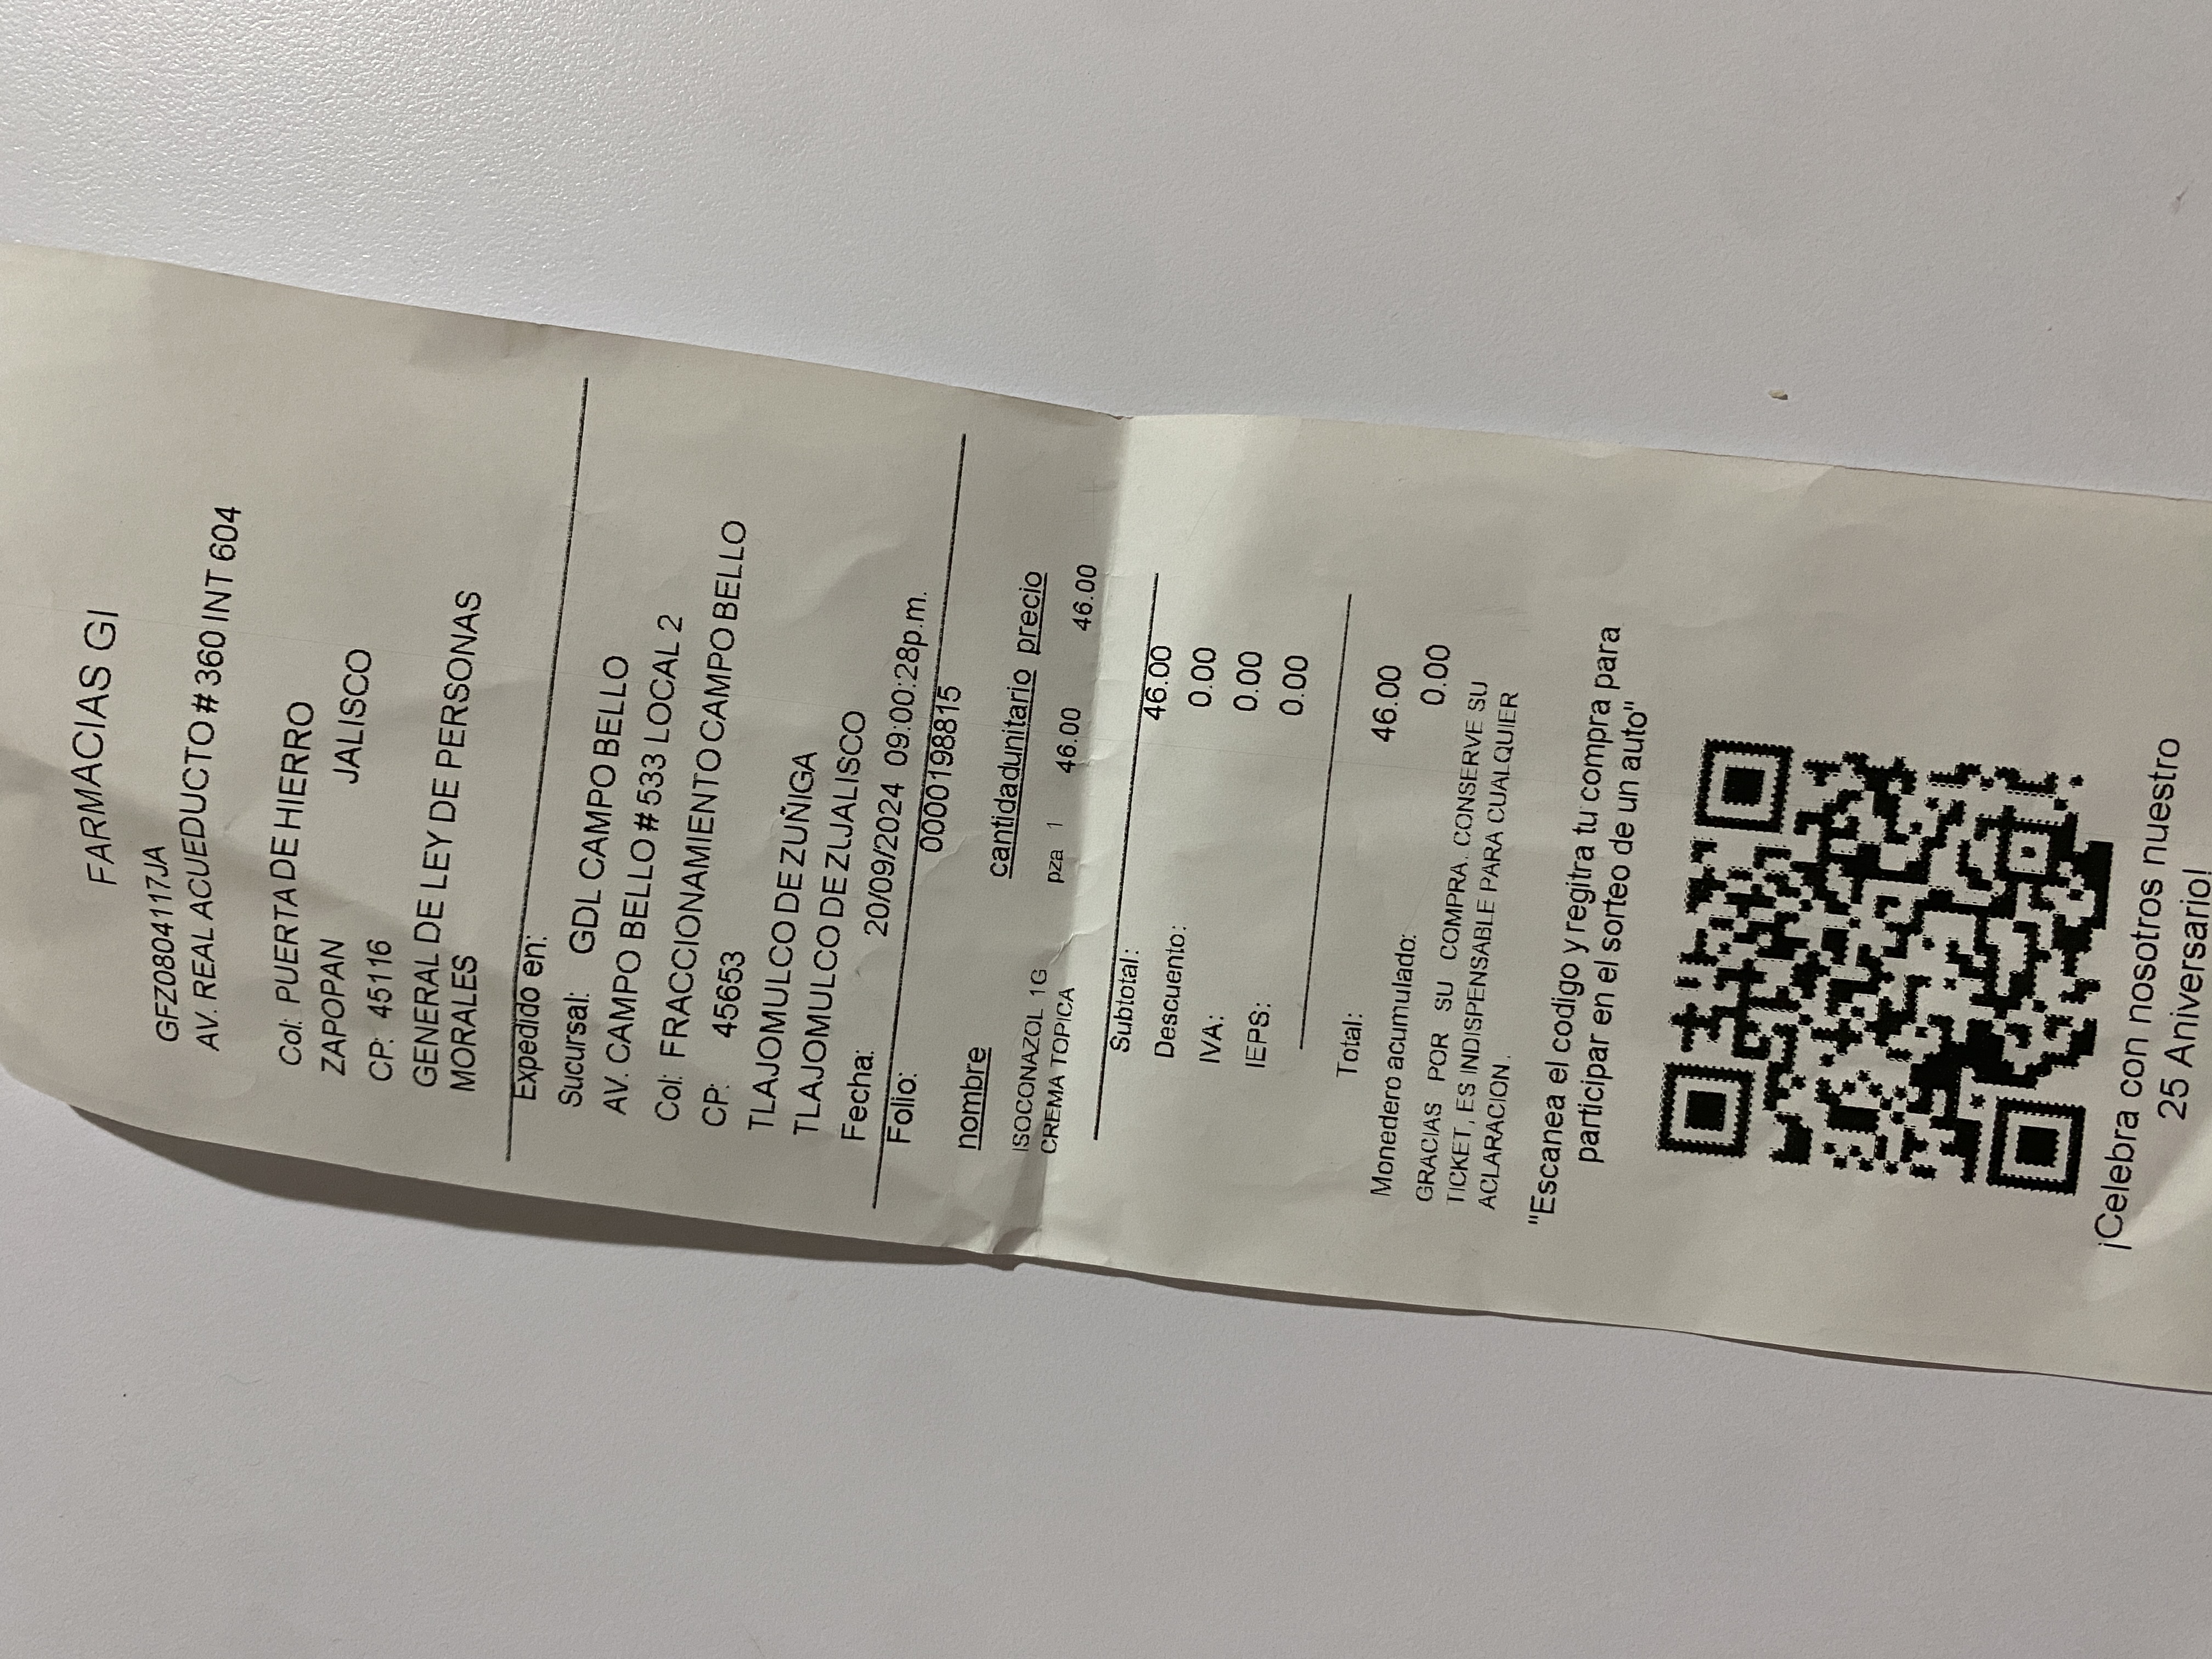 FARMACIAS GI
GFZ0804117JA
AV. REAL ACUEDUCTO # 360 INT 604
Col: PUERTA DE HIERRO
ZAPOPAN JALISCO
CP: 45116
GENERAL DE LEY DE PERSONAS
MORALES
Expedido en:
Sucursal: GDL CAMPO BELLO
AV. CAMPO BELLO # 533 LOCAL 2
Col: FRACCIONAMIENTO CAMPO BELLO
CP: 45653
TLAJOMULCO DE ZUÑIGA
TLAJOMULCO DE ZUJALISCO
Fecha: 20/09/2024 09:00:28p.m.
Folio: 0000198815
nombre cantidadunitario precio
ISOCONAZOL 1G
CREMA TOPICA pza 1 46.00 46.00
Subtotal: 46.00
Descuento: 0.00
IVA: 0.00
IEPS: 0.00
Total: 46.00
Monedero acumulado: 0.00
GRACIAS POR SU COMPRA. CONSERVE SU
TICKET, ES INDISPENSABLE PARA CUALQUIER
ACLARACION.
"Escanea el codigo y regitra tu compra para
participar en el sorteo de un auto"
¡Celebra con nosotros nuestro
25 Aniversario!